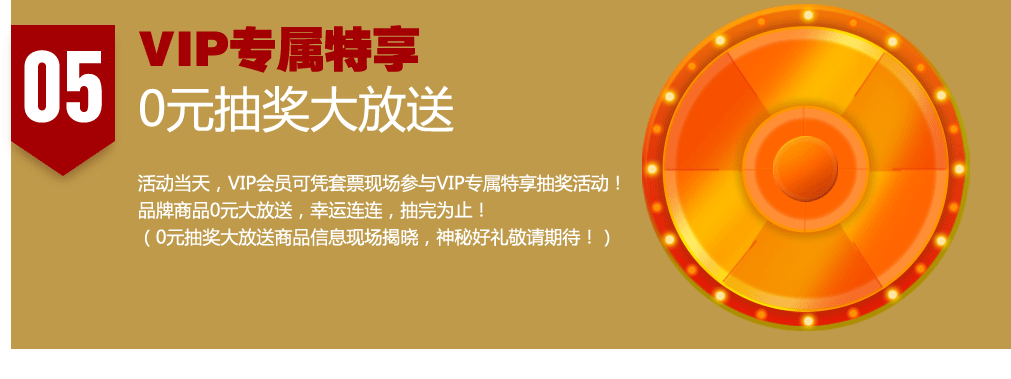 05
VIP专属特享
0元抽奖大放送
活动当天，VIP会员可凭套票现场参与VIP专属特享抽奖活动！
品牌商品0元大放送，幸运连连，抽完为止！
（0元抽奖大放送商品信息现场揭晓，神秘好礼敬请期待！）